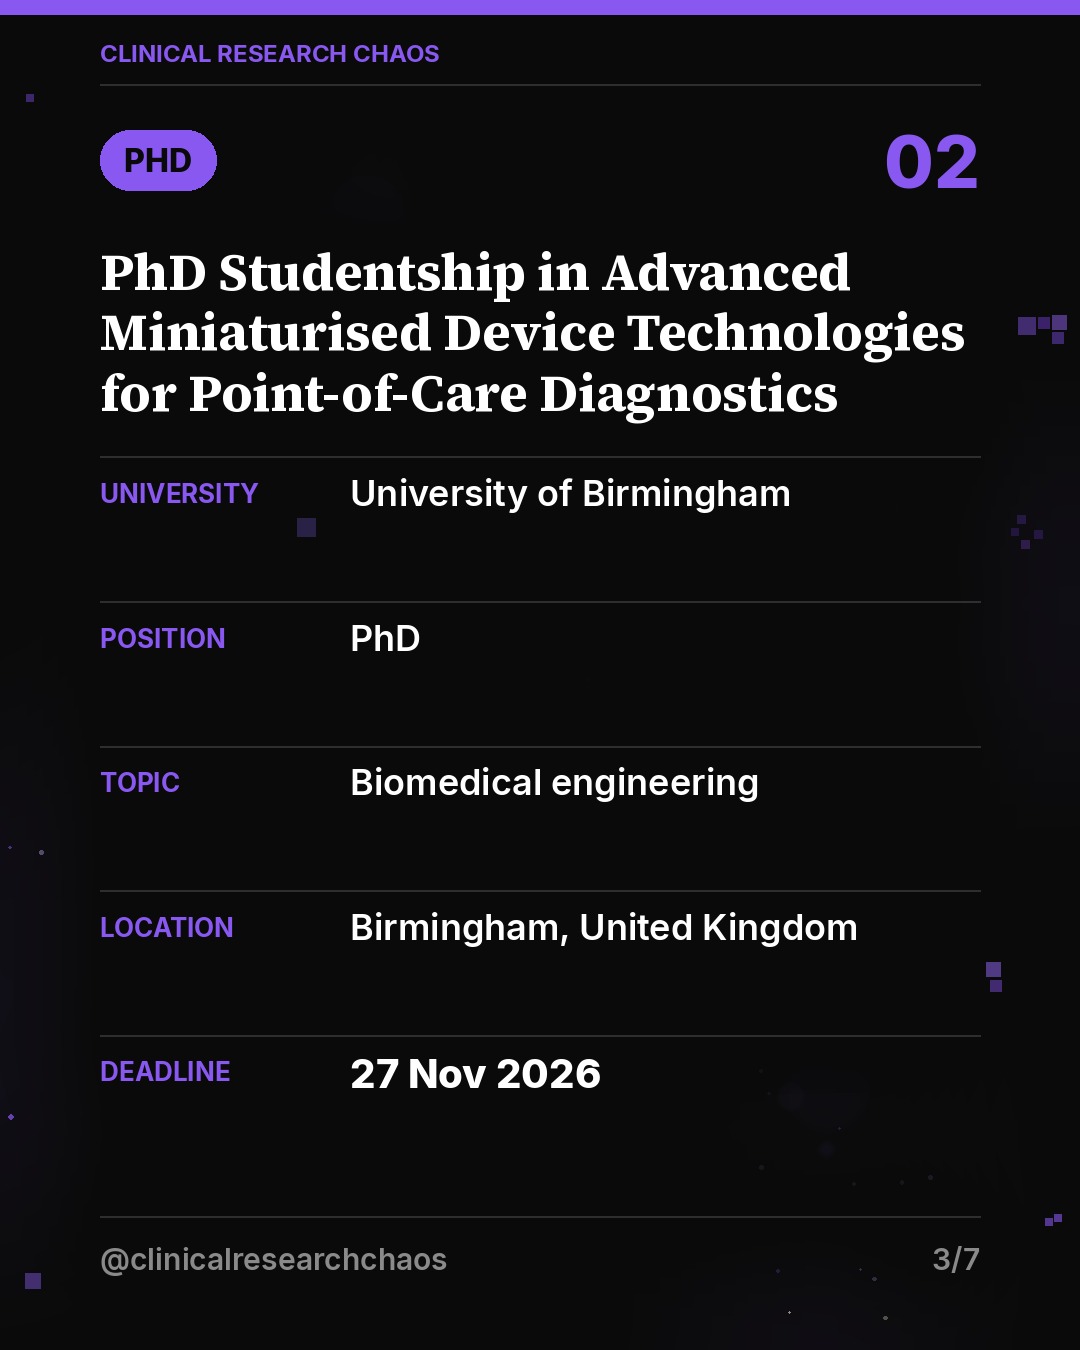 CLINICAL RESEARCH CHAOS
PHD
02
PhD Studentship in Advanced
Miniaturised Device Technologies
for Point-of-Care Diagnostics
UNIVERSITY University of Birmingham
POSITION PhD
TOPIC Biomedical engineering
LOCATION Birmingham, United Kingdom
DEADLINE 27 Nov 2026
@clinicalresearchchaos 3/7